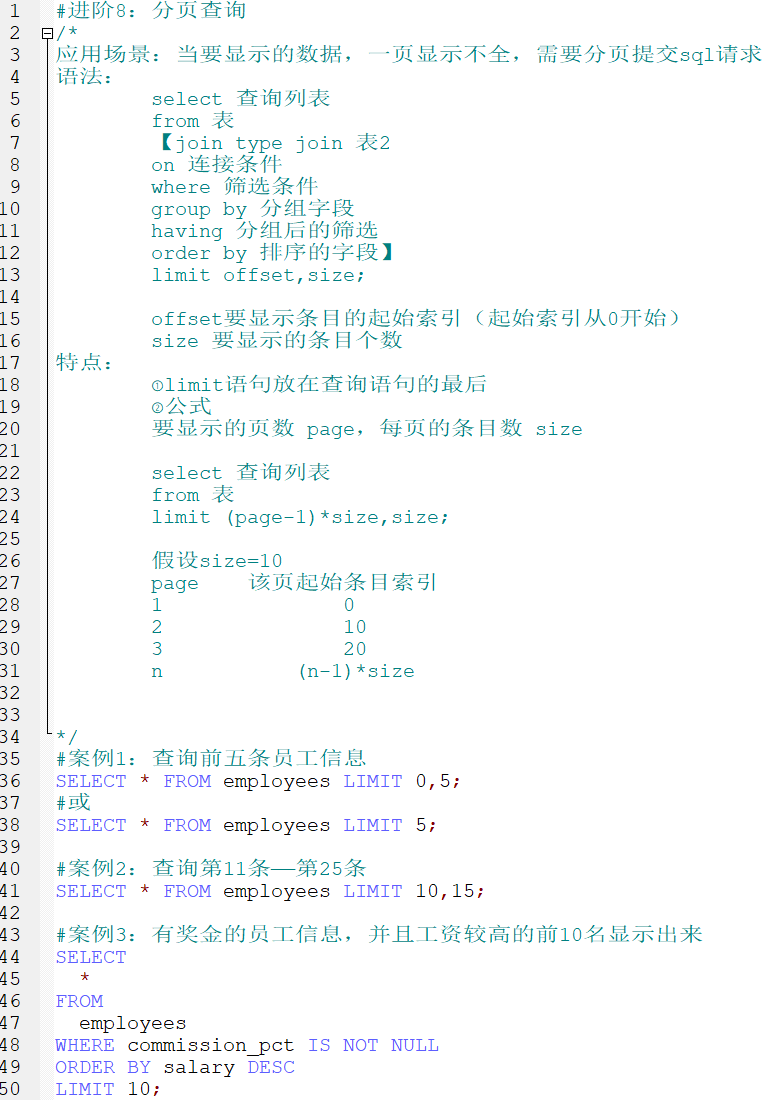 1 #进阶8：分页查询
2 /*
3 应用场景：当要显示的数据，一页显示不全，需要分页提交sql请求
4 语法：
5 select 查询列表
6 from 表
7 【join type join 表2
8 on 连接条件
9 where 筛选条件
10 group by 分组字段
11 having 分组后的筛选
12 order by 排序的字段】
13 limit offset,size;
14
15 offset要显示条目的起始索引（起始索引从0开始）
16 size 要显示的条目个数
17 特点：
18 ①limit语句放在查询语句的最后
19 ②公式
20 要显示的页数 page，每页的条目数 size
21
22 select 查询列表
23 from 表
24 limit (page-1)*size,size;
25
26 假设size=10
27 page 该页起始条目索引
28 1 0
29 2 10
30 3 20
31 n (n-1)*size
32
33
34 */
35 #案例1：查询前五条员工信息
36 SELECT * FROM employees LIMIT 0,5;
37 #或
38 SELECT * FROM employees LIMIT 5;
39
40 #案例2：查询第11条——第25条
41 SELECT * FROM employees LIMIT 10,15;
42
43 #案例3：有奖金的员工信息，并且工资较高的前10名显示出来
44 SELECT
45 *
46 FROM
47 employees
48 WHERE commission_pct IS NOT NULL
49 ORDER BY salary DESC
50 LIMIT 10;